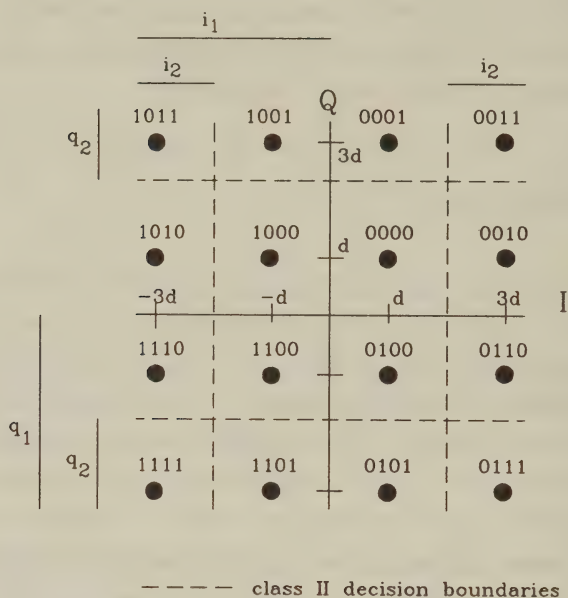 i1
i2 i2
Q
1011 1001 0001 0011
q2
3d
1010 1000 0000 0010
d
−3d −d d 3d I
1110 1100 0100 0110
q1
q2
1111 1101 0101 0111
---- class II decision boundaries